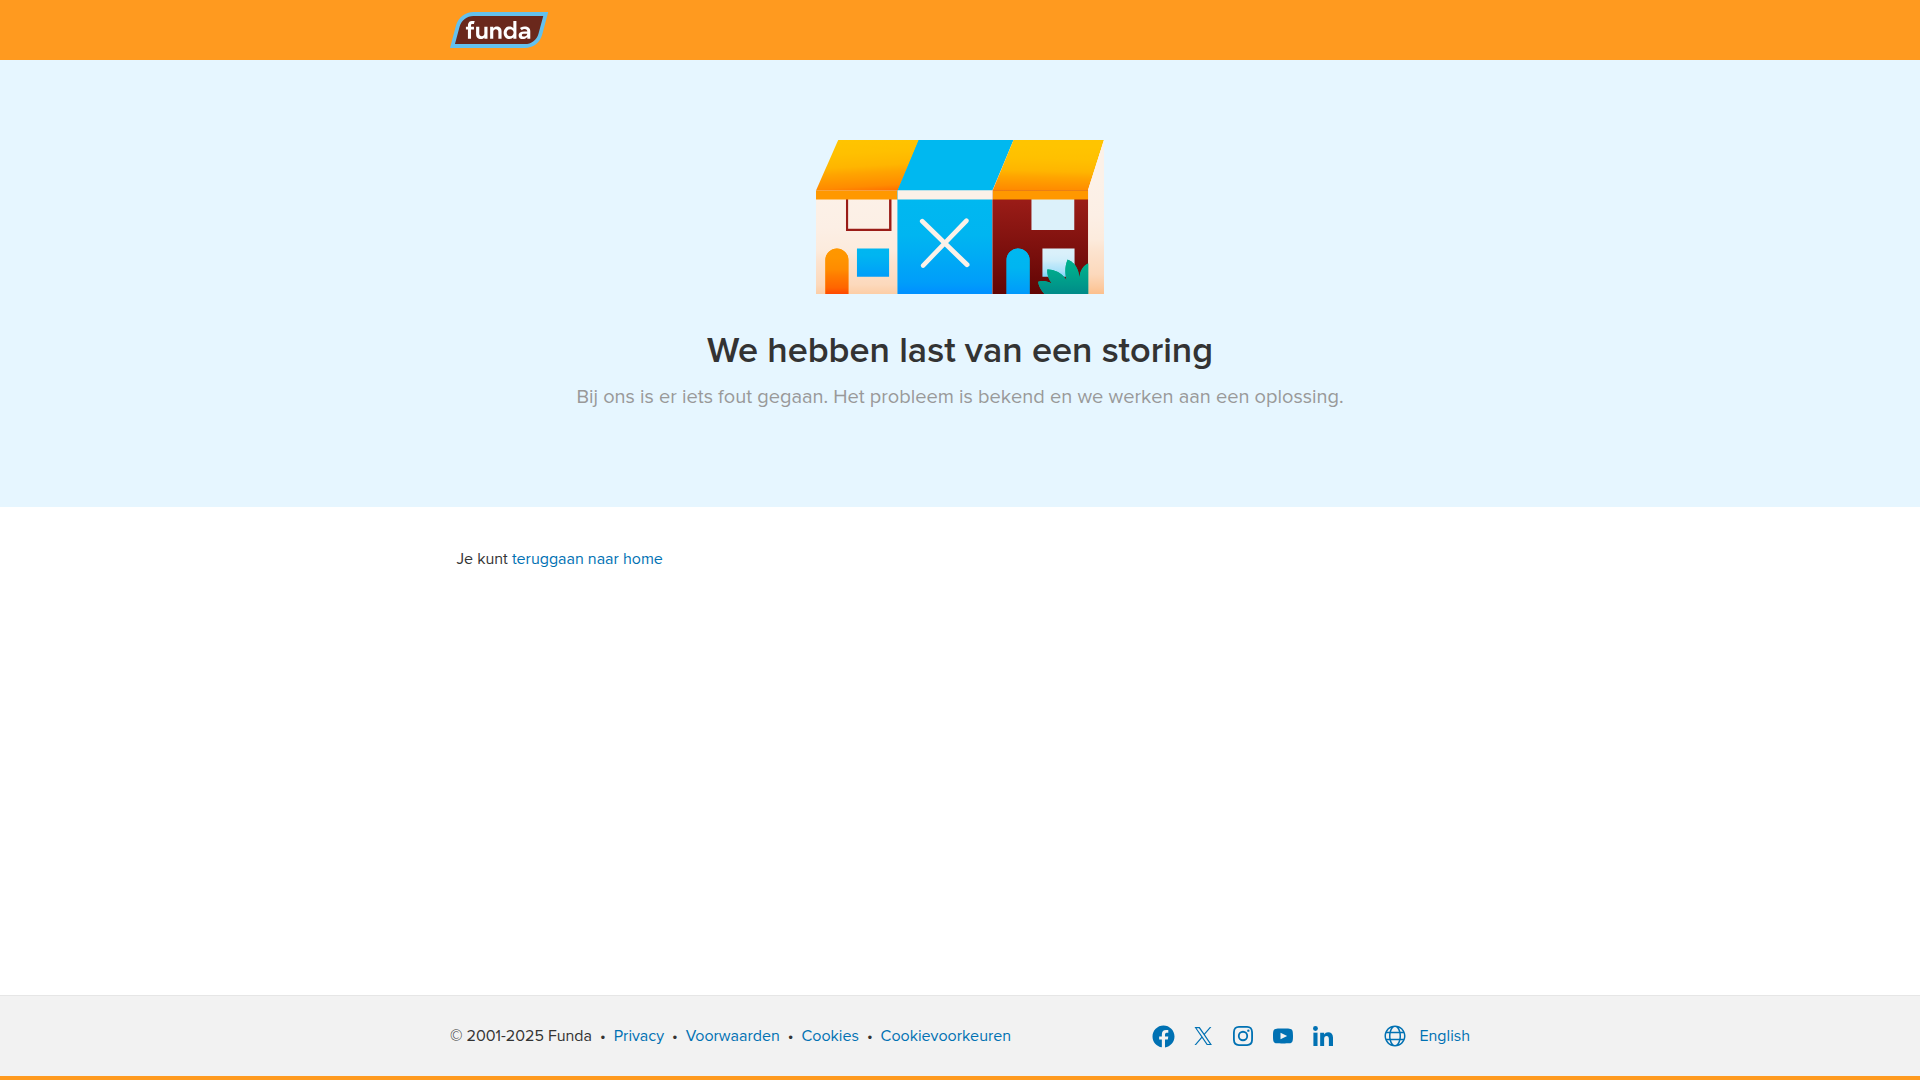 funda
We hebben last van een storing
Bij ons is er iets fout gegaan. Het probleem is bekend en we werken aan een oplossing.
Je kunt teruggaan naar home
© 2001-2025 Funda • Privacy • Voorwaarden • Cookies • Cookievoorkeuren English